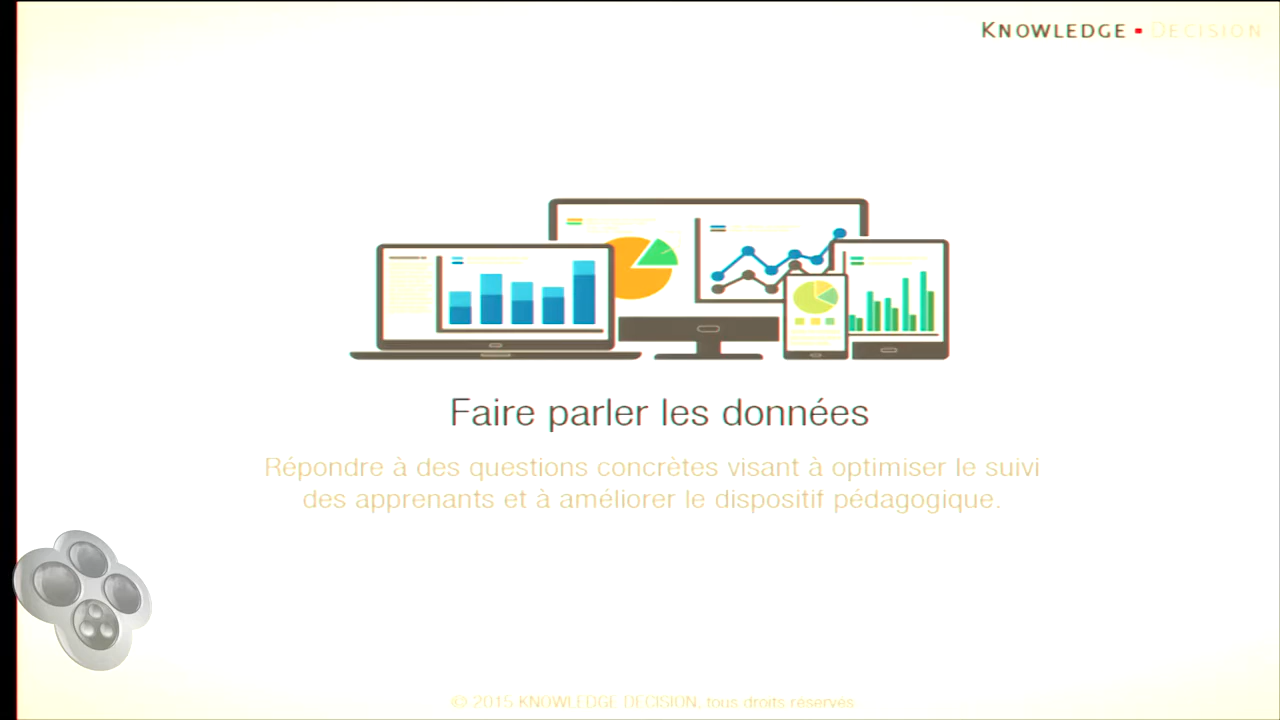 KNOWLEDGE ▪ DECISION
Faire parler les données
Répondre à des questions concrètes visant à optimiser le suivi
des apprenants et à améliorer le dispositif pédagogique.
© 2015 KNOWLEDGE DECISION, tous droits réservés